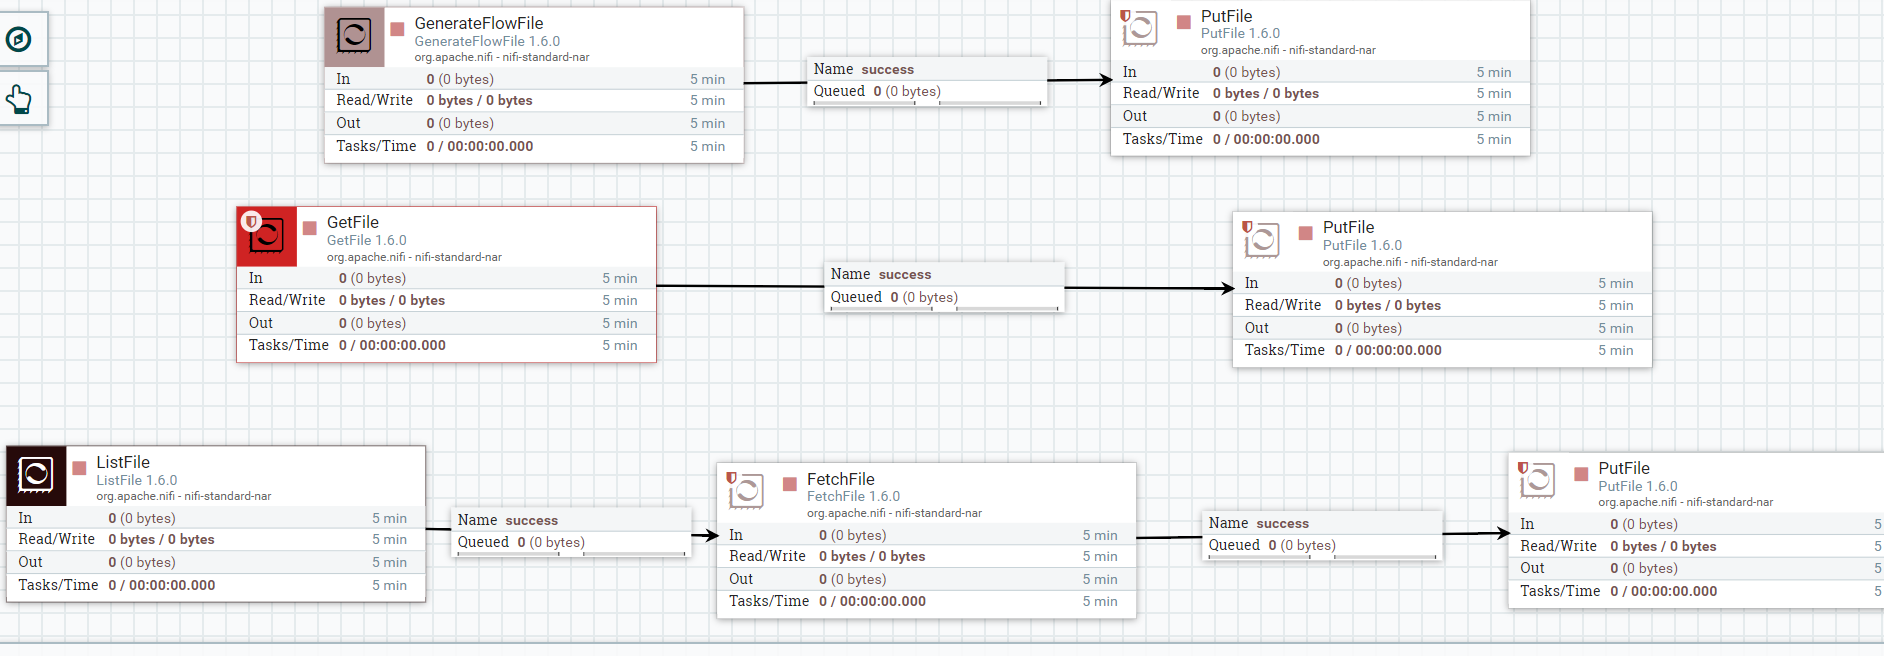 GenerateFlowFile
GenerateFlowFile 1.6.0
org.apache.nifi - nifi-standard-nar
In 0 (0 bytes) 5 min
Read/Write 0 bytes / 0 bytes 5 min
Out 0 (0 bytes) 5 min
Tasks/Time 0 / 00:00:00.000 5 min
Name success
Queued 0 (0 bytes)
PutFile
PutFile 1.6.0
org.apache.nifi - nifi-standard-nar
In 0 (0 bytes) 5 min
Read/Write 0 bytes / 0 bytes 5 min
Out 0 (0 bytes) 5 min
Tasks/Time 0 / 00:00:00.000 5 min
GetFile
GetFile 1.6.0
org.apache.nifi - nifi-standard-nar
In 0 (0 bytes) 5 min
Read/Write 0 bytes / 0 bytes 5 min
Out 0 (0 bytes) 5 min
Tasks/Time 0 / 00:00:00.000 5 min
Name success
Queued 0 (0 bytes)
PutFile
PutFile 1.6.0
org.apache.nifi - nifi-standard-nar
In 0 (0 bytes) 5 min
Read/Write 0 bytes / 0 bytes 5 min
Out 0 (0 bytes) 5 min
Tasks/Time 0 / 00:00:00.000 5 min
ListFile
ListFile 1.6.0
org.apache.nifi - nifi-standard-nar
In 0 (0 bytes) 5 min
Read/Write 0 bytes / 0 bytes 5 min
Out 0 (0 bytes) 5 min
Tasks/Time 0 / 00:00:00.000 5 min
Name success
Queued 0 (0 bytes)
FetchFile
FetchFile 1.6.0
org.apache.nifi - nifi-standard-nar
In 0 (0 bytes) 5 min
Read/Write 0 bytes / 0 bytes 5 min
Out 0 (0 bytes) 5 min
Tasks/Time 0 / 00:00:00.000 5 min
Name success
Queued 0 (0 bytes)
PutFile
PutFile 1.6.0
org.apache.nifi - nifi-standard-nar
In 0 (0 bytes) 5
Read/Write 0 bytes / 0 bytes 5
Out 0 (0 bytes) 5
Tasks/Time 0 / 00:00:00.000 5